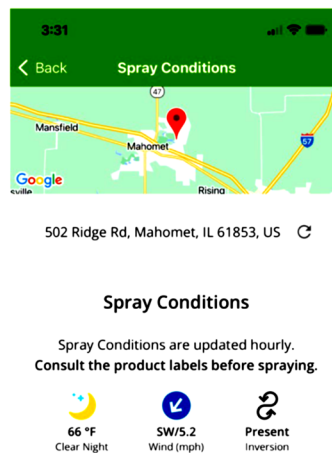 3:31
Back Spray Conditions
47
Mansfield
57
Mahomet
Google
sville
Rising
502 Ridge Rd, Mahomet, IL 61853, US
Spray Conditions
Spray Conditions are updated hourly.
Consult the product labels before spraying.
66 °F SW/5.2 Present
Clear Night Wind (mph) Inversion